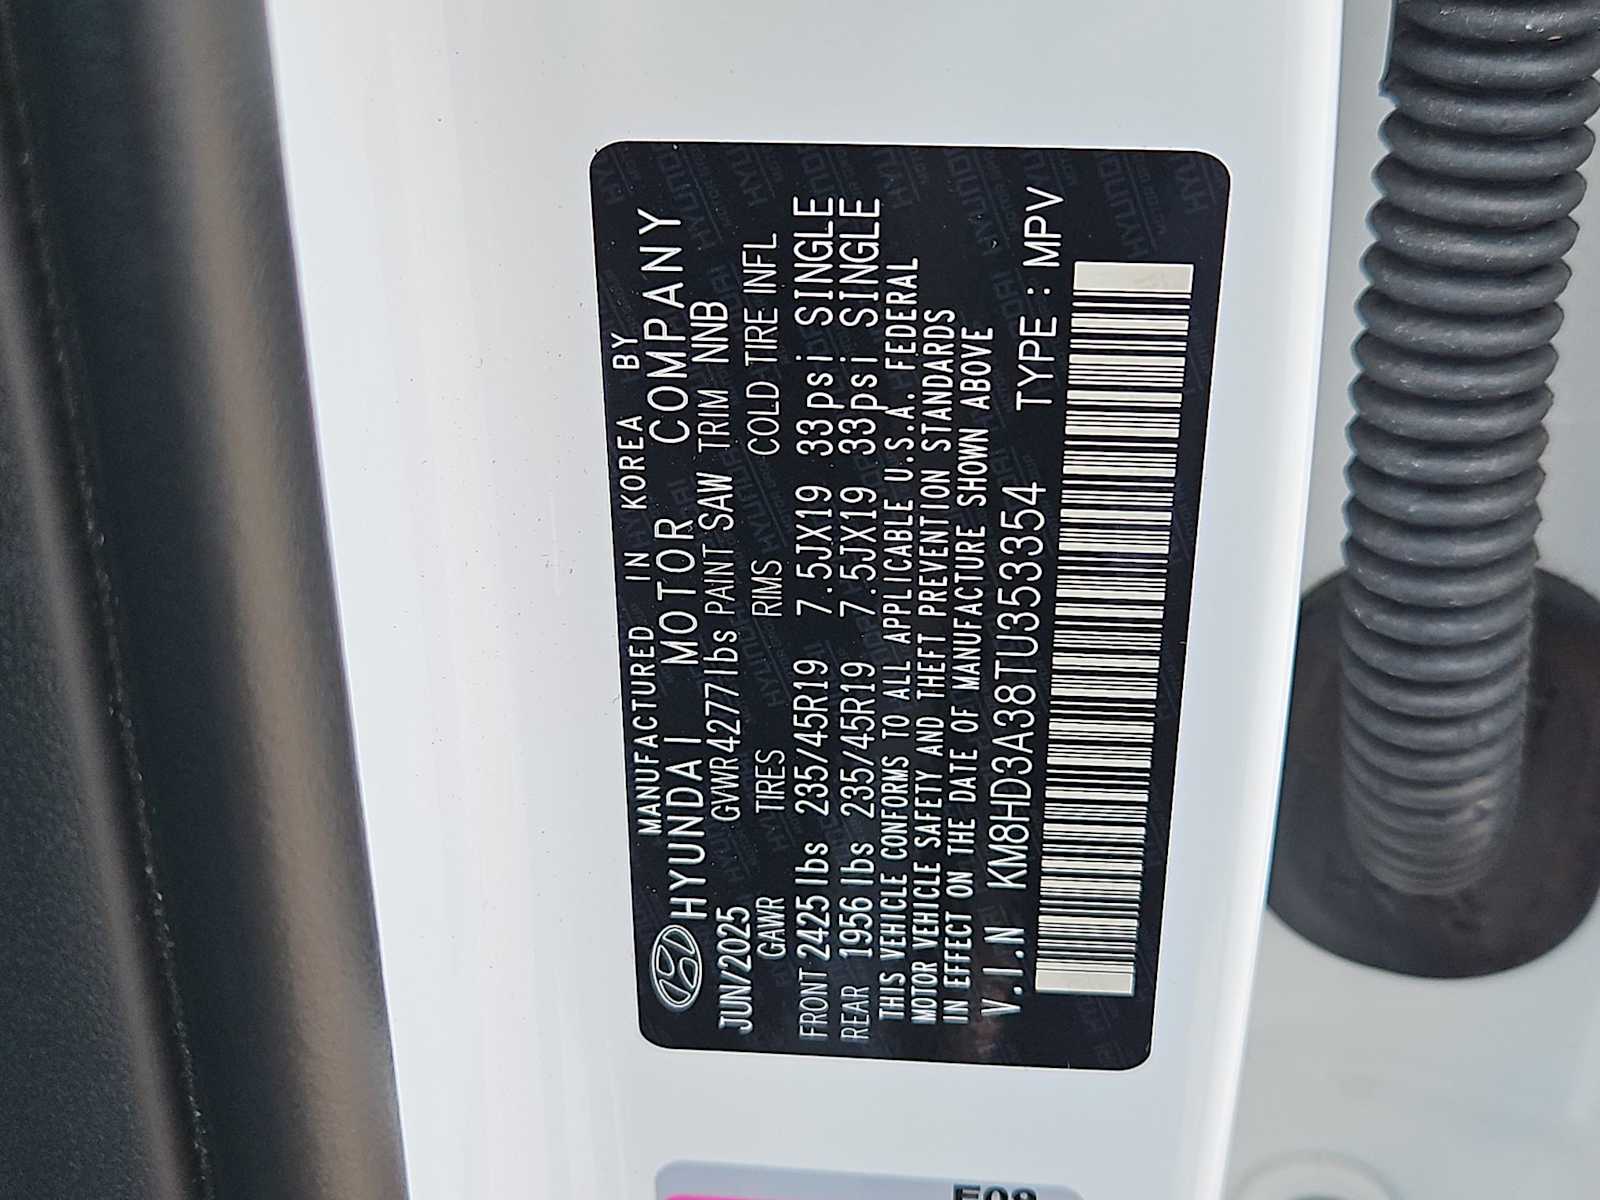 MANUFACTURED IN KOREA BY
HYUNDAI MOTOR COMPANY
JUN/2025 GVWR 4277lbs PAINT SAW TRIM NNB
GAWR TIRES RIMS COLD TIRE INFL
FRONT 2425lbs 235/45R19 7.5JX19 33psi SINGLE
REAR 1956lbs 235/45R19 7.5JX19 33psi SINGLE
THIS VEHICLE CONFORMS TO ALL APPLICABLE U.S.A. FEDERAL
MOTOR VEHICLE SAFETY AND THEFT PREVENTION STANDARDS
IN EFFECT ON THE DATE OF MANUFACTURE SHOWN ABOVE
V.I.N KM8HD3A38TU353354 TYPE : MPV